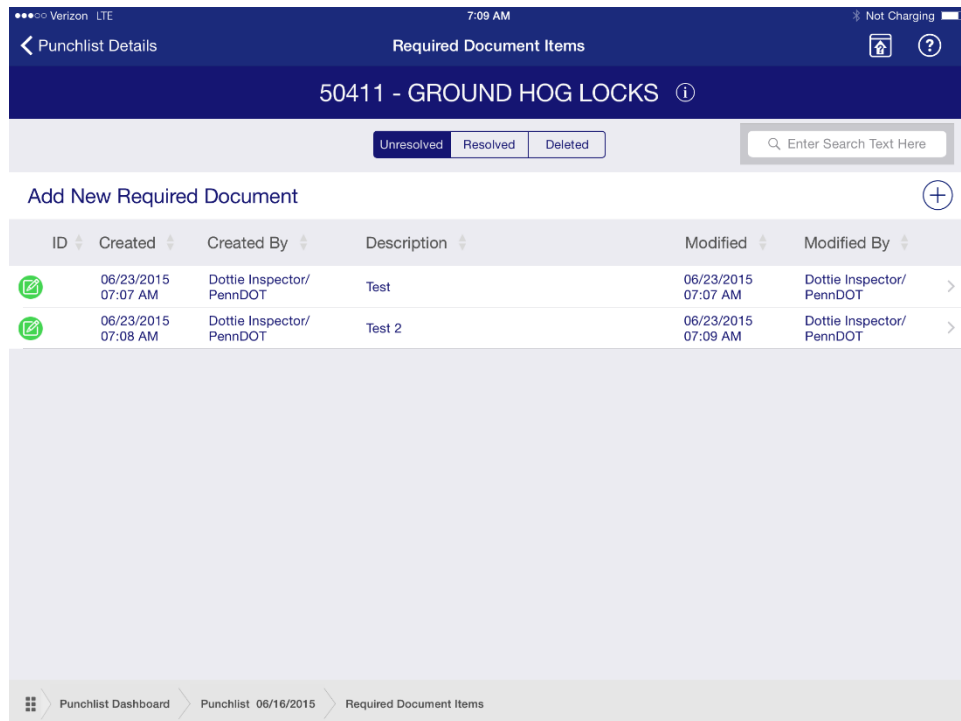 Verizon LTE 7:09 AM Not Charging
Punchlist Details Required Document Items ?
50411 - GROUND HOG LOCKS i
Unresolved Resolved Deleted Enter Search Text Here
Add New Required Document
ID Created Created By Description Modified Modified By
06/23/2015 Dottie Inspector/ Test 06/23/2015 Dottie Inspector/
07:07 AM PennDOT 07:07 AM PennDOT
06/23/2015 Dottie Inspector/ Test 2 06/23/2015 Dottie Inspector/
07:08 AM PennDOT 07:09 AM PennDOT
Punchlist Dashboard Punchlist 06/16/2015 Required Document Items